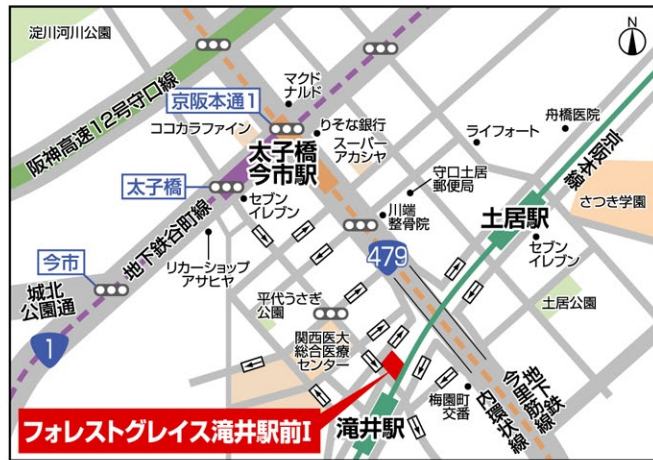 淀川河川公園
N
阪神高速12号守口線
マクド
ナルド
京阪本通1
ココカラファイン
りそな銀行
スーパー
アカシヤ
ライフォート
舟橋医院
京阪本線
太子橋
今市駅
太子橋
セブン
イレブン
守口土居
郵便局
川端
整骨院
土居駅
さつき学園
セブン
イレブン
地下鉄谷町線
リカーショップ
アサヒヤ
479
今市
城北
公園通
平代うさぎ
公園
土居公園
1
関西医大
総合医療
センター
梅園町
交番
地下鉄
今里筋線
内環状線
フォレストグレイス滝井駅前I
滝井駅